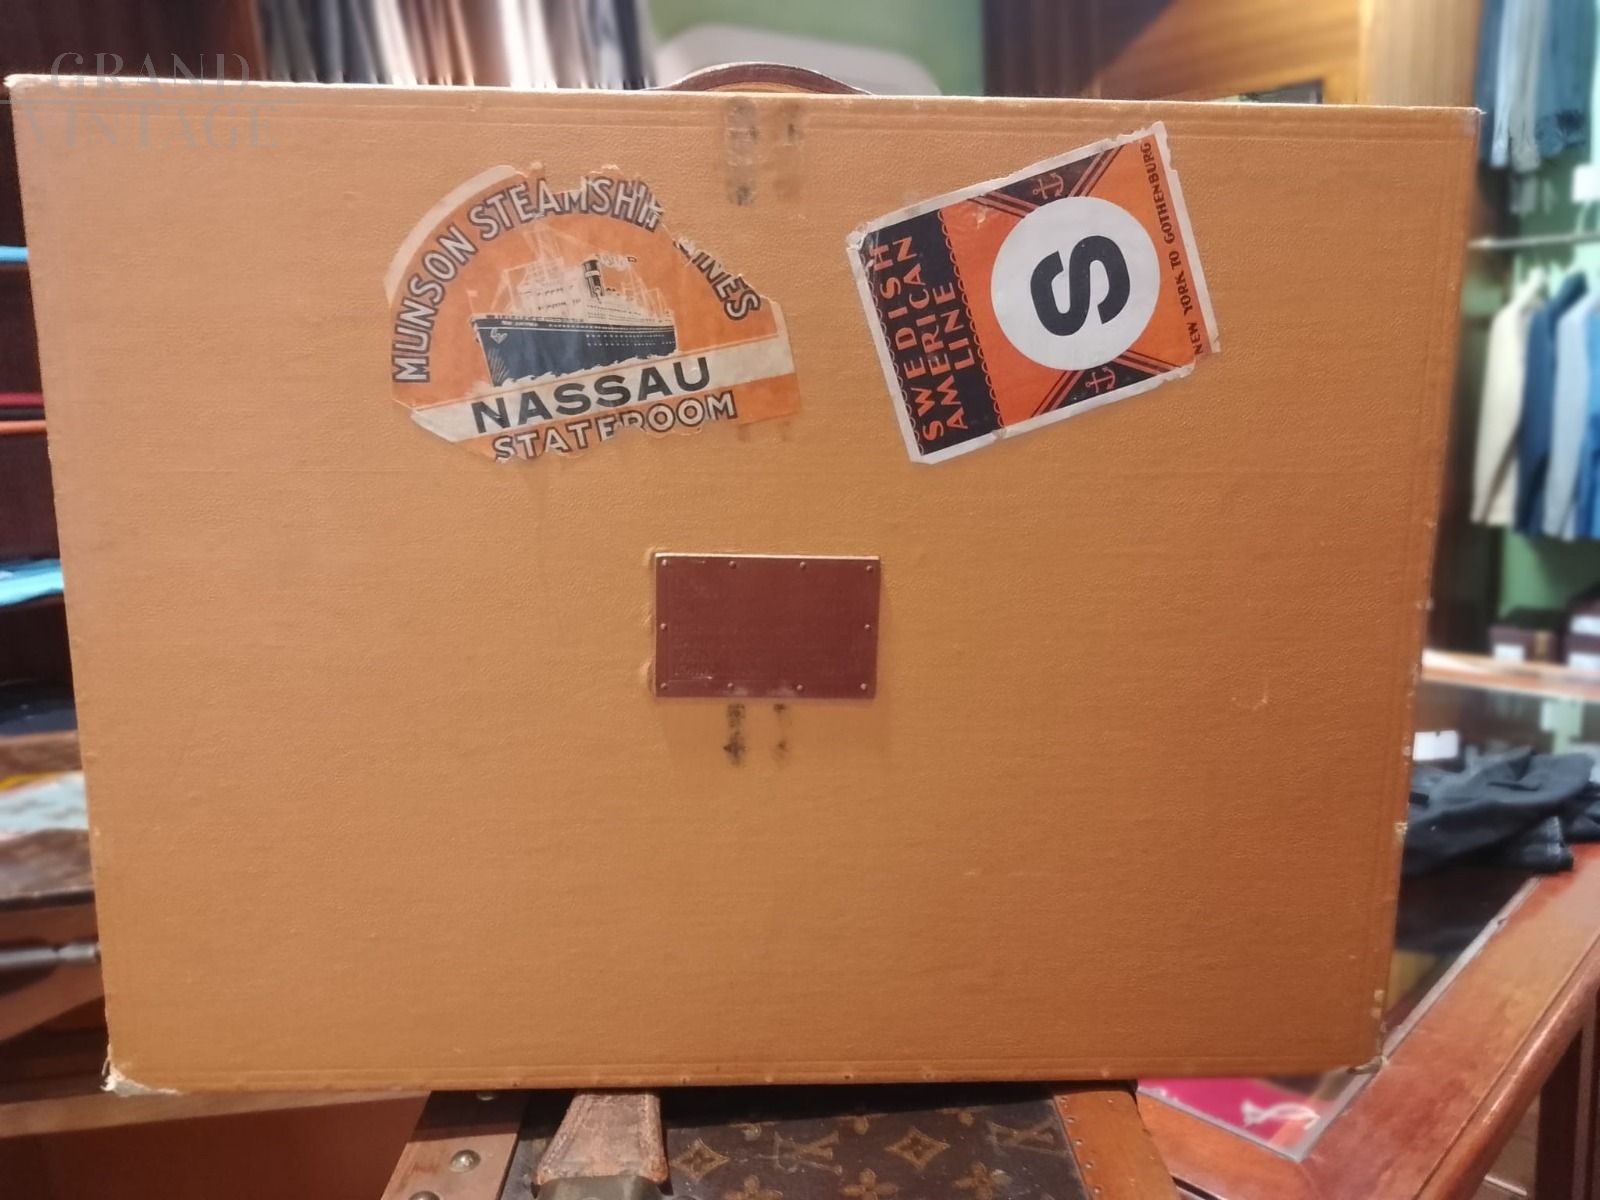 GRAND
VINTAGE
MUNSON STEAMSHIP LINES
NASSAU
STATEROOM
SWEDISH
AMERICAN
LINE
S
NEW YORK TO GOTHENBURG